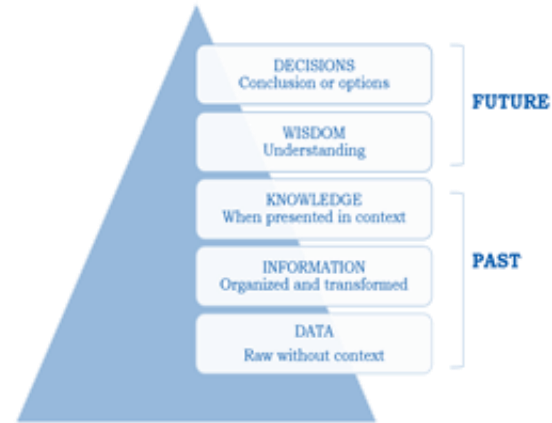 DECISIONS
Conclusion or options
FUTURE
WISDOM
Understanding
KNOWLEDGE
When presented in context
PAST
INFORMATION
Organized and transformed
DATA
Raw without context